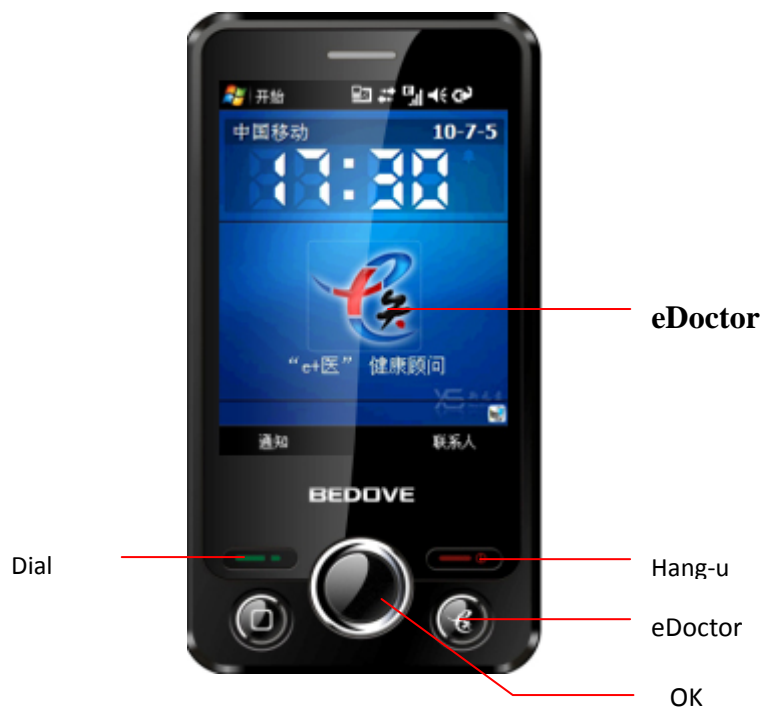 开始
中国移动 10-7-5
17:30
eDoctor
“e+医” 健康顾问
通知 联系人
BEDOVE
Dial
Hang-u
eDoctor
OK